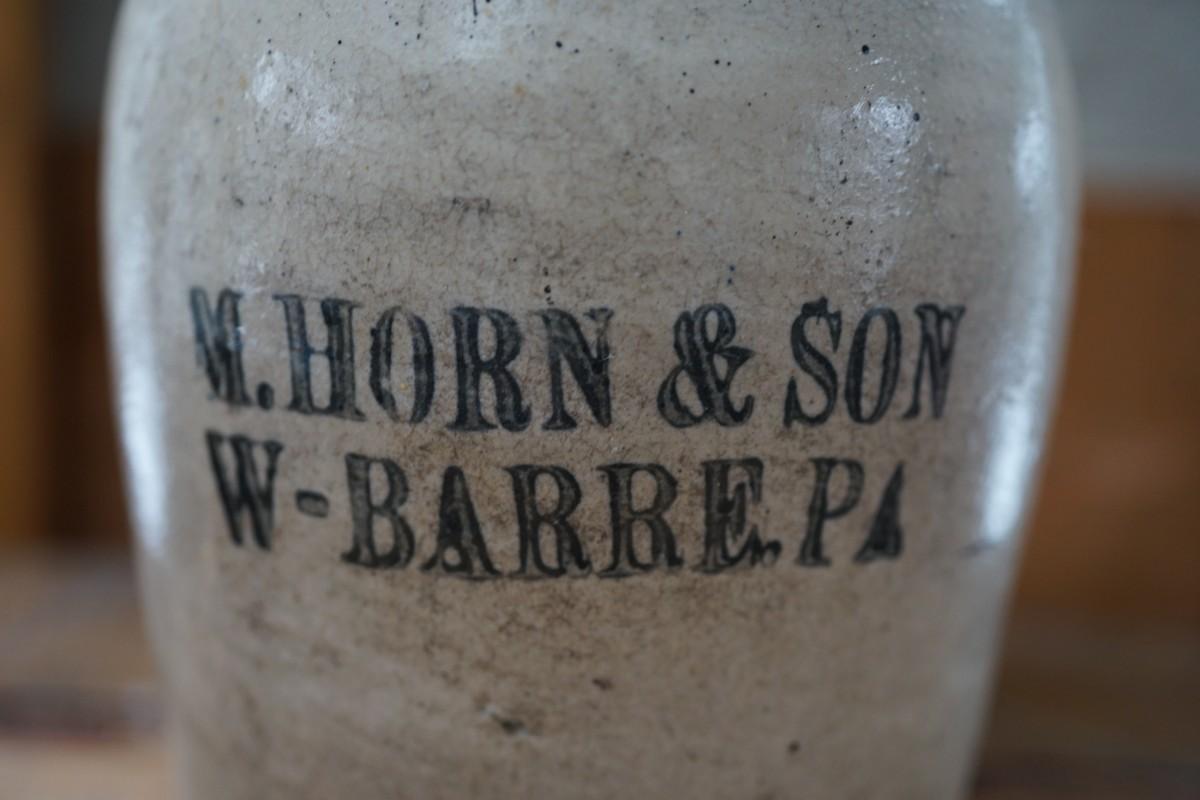 M. HORN & SON
W-BARRE. PA